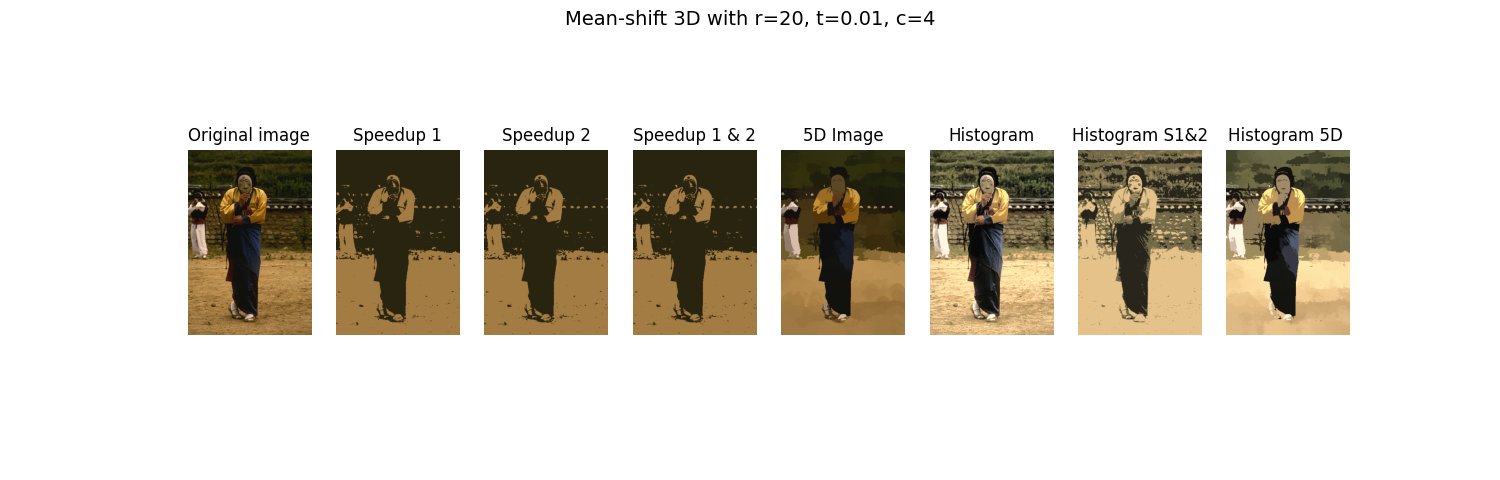 Mean-shift 3D with r=20, t=0.01, c=4
Original image
Speedup 1
Speedup 2
Speedup 1 & 2
5D Image
Histogram
Histogram S1&2
Histogram 5D